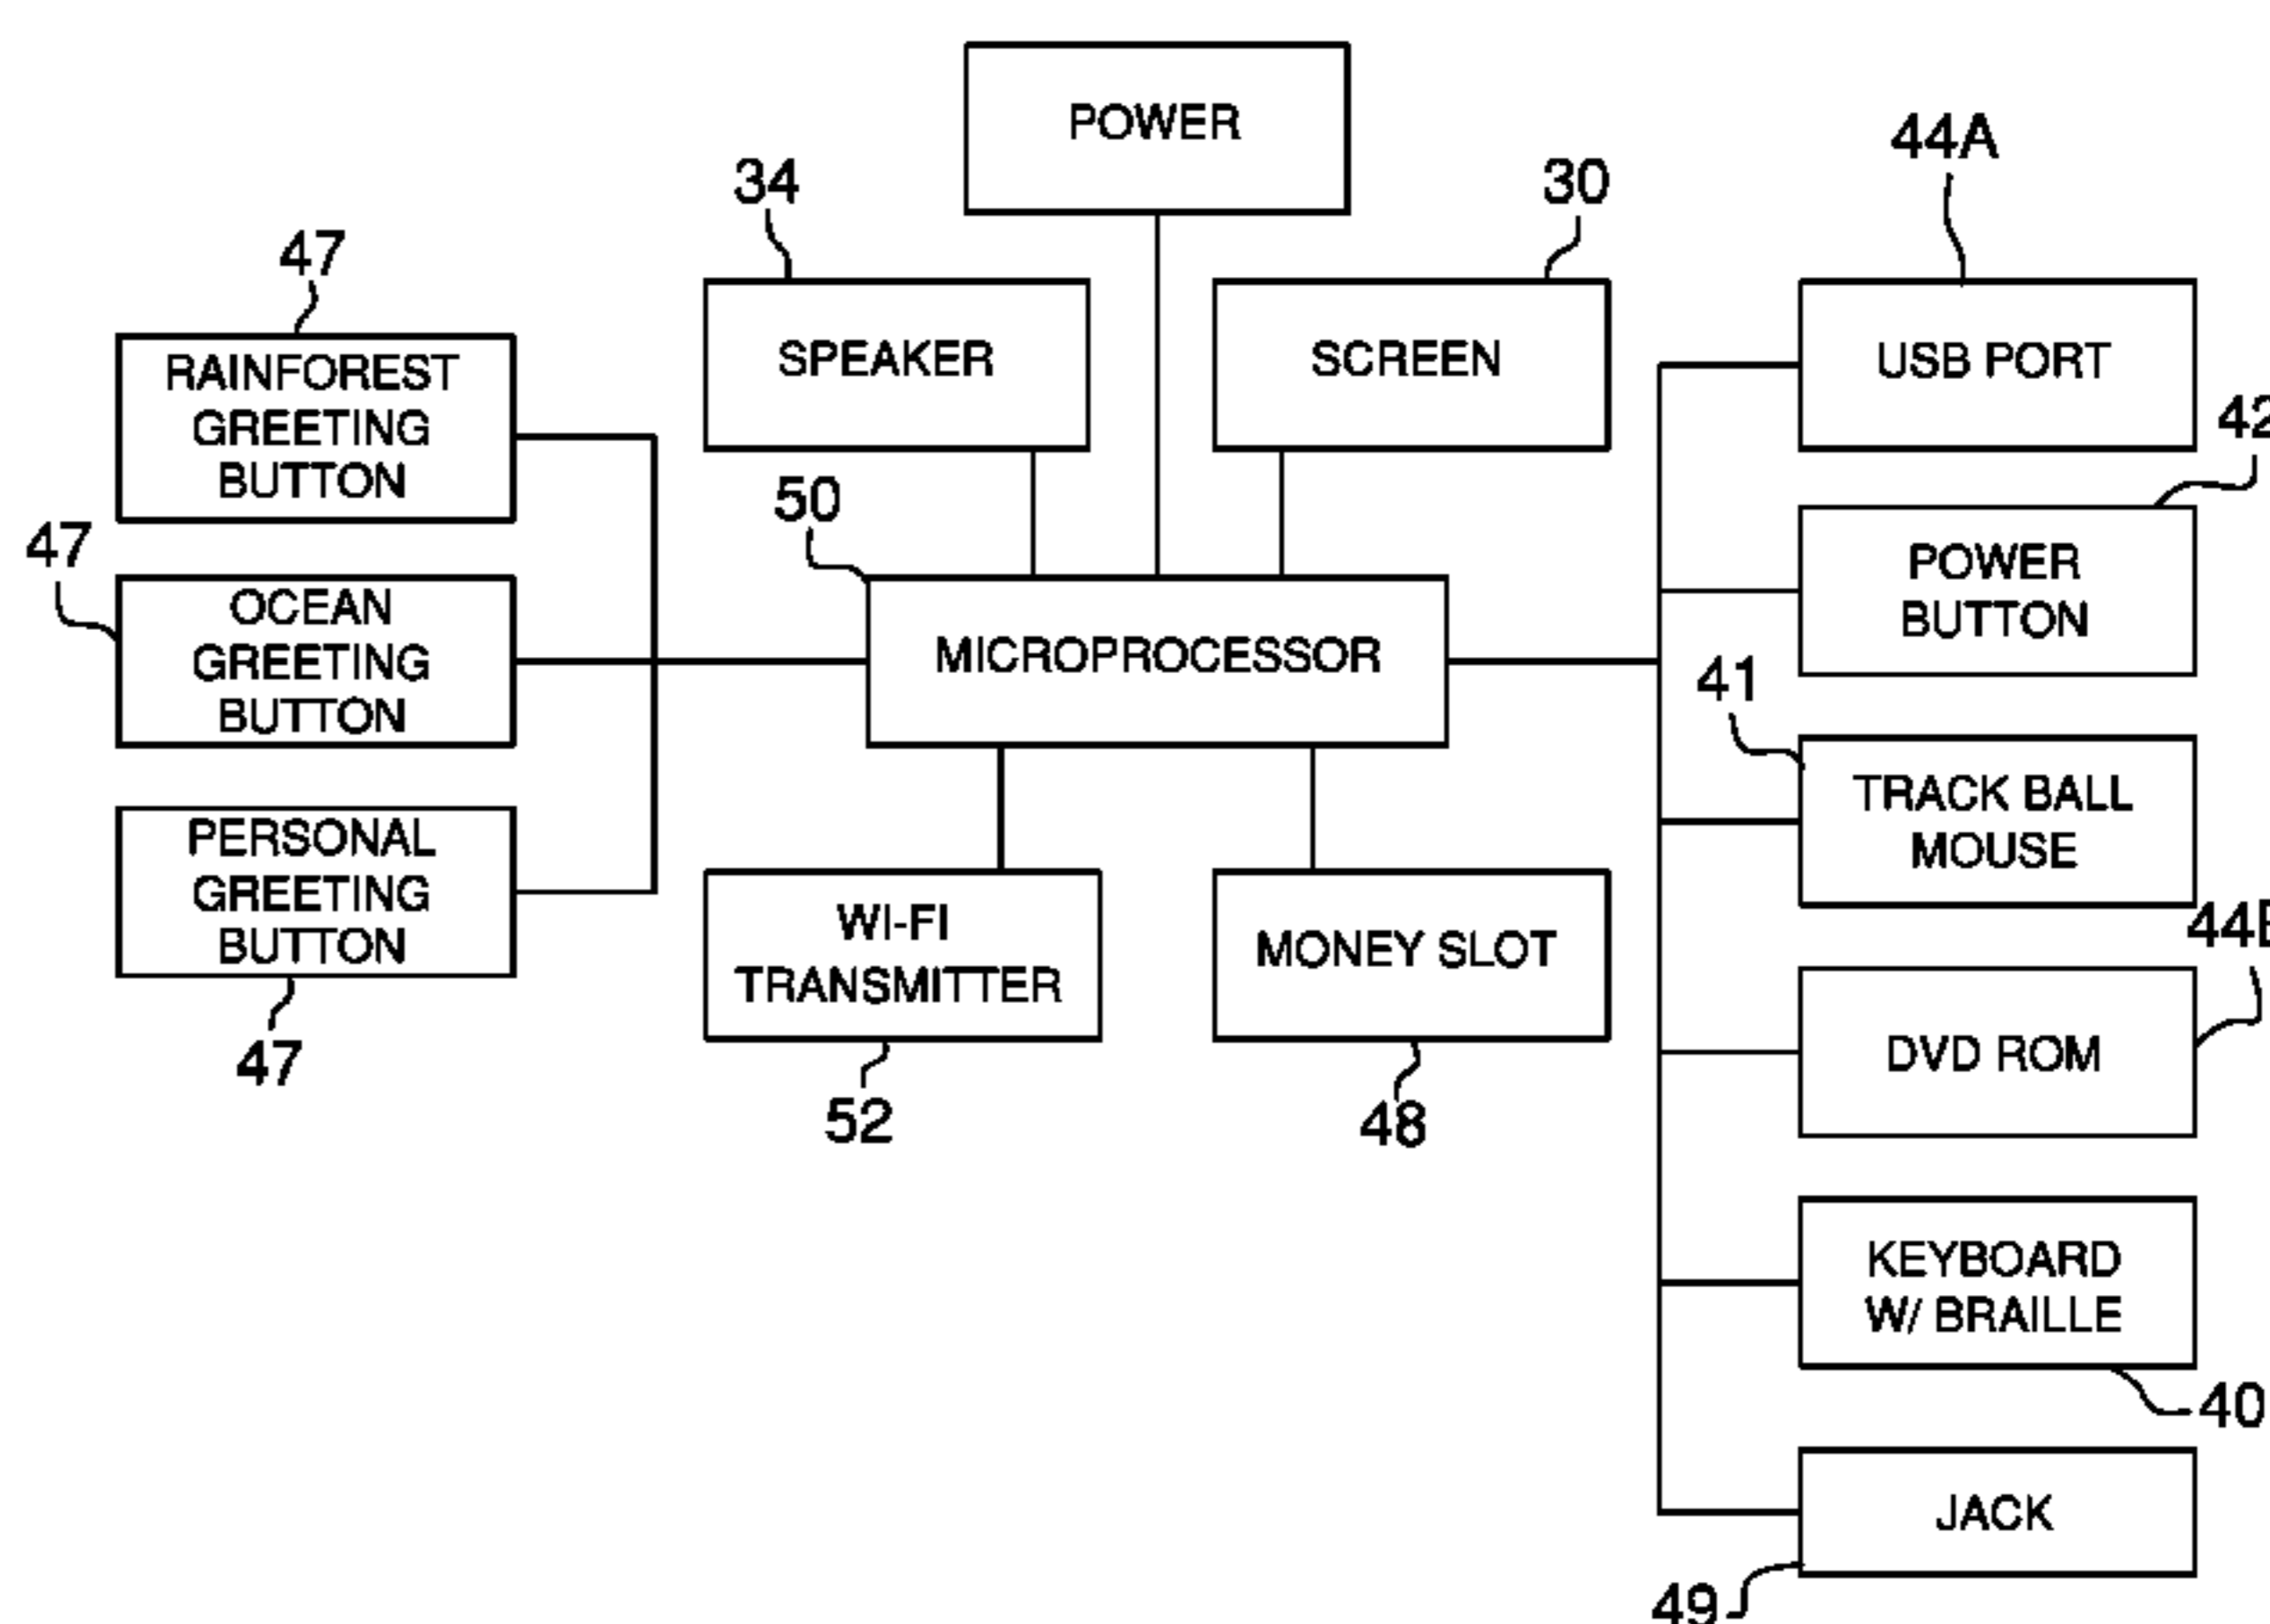 POWER
34
30
44A
47
SPEAKER
SCREEN
USB PORT
RAINFOREST
GREETING
BUTTON
42
50
47
POWER
BUTTON
OCEAN
GREETING
BUTTON
MICROPROCESSOR
41
TRACK BALL
MOUSE
PERSONAL
GREETING
BUTTON
WI-FI
TRANSMITTER
MONEY SLOT
44B
DVD ROM
47
52
48
KEYBOARD
W/ BRAILLE
40
JACK
49